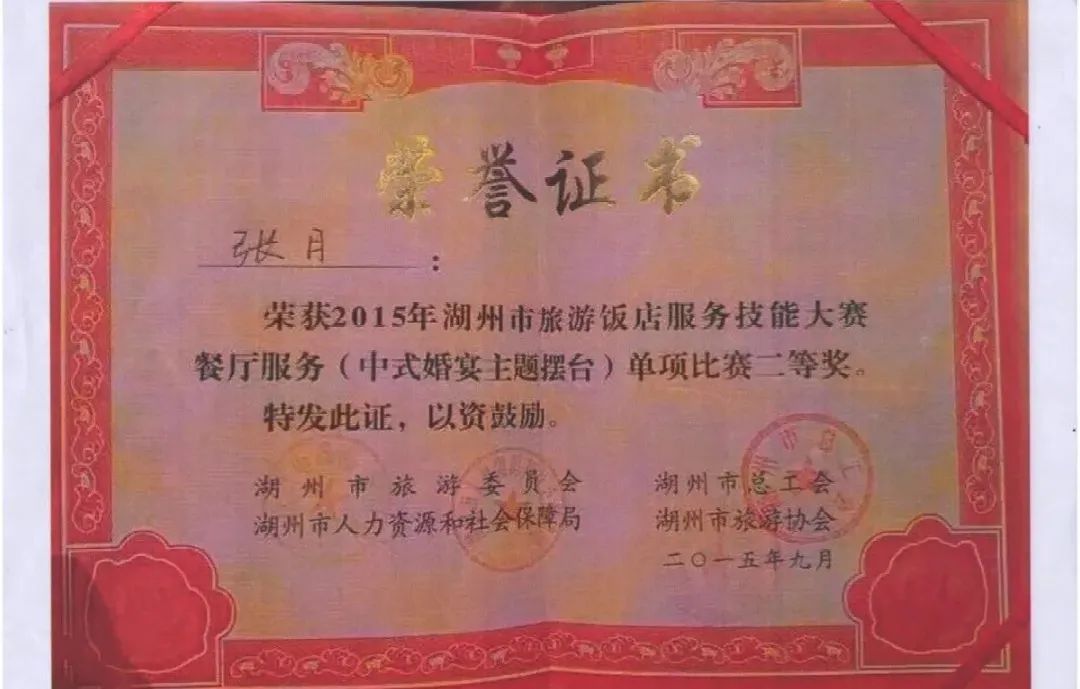 荣誉证书
张月：
荣获2015年湖州市旅游饭店服务技能大赛
餐厅服务（中式婚宴主题摆台）单项比赛二等奖。
特发此证，以资鼓励。
湖州市旅游委员会 湖州市总工会
湖州市人力资源和社会保障局 湖州市旅游协会
二〇一五年九月